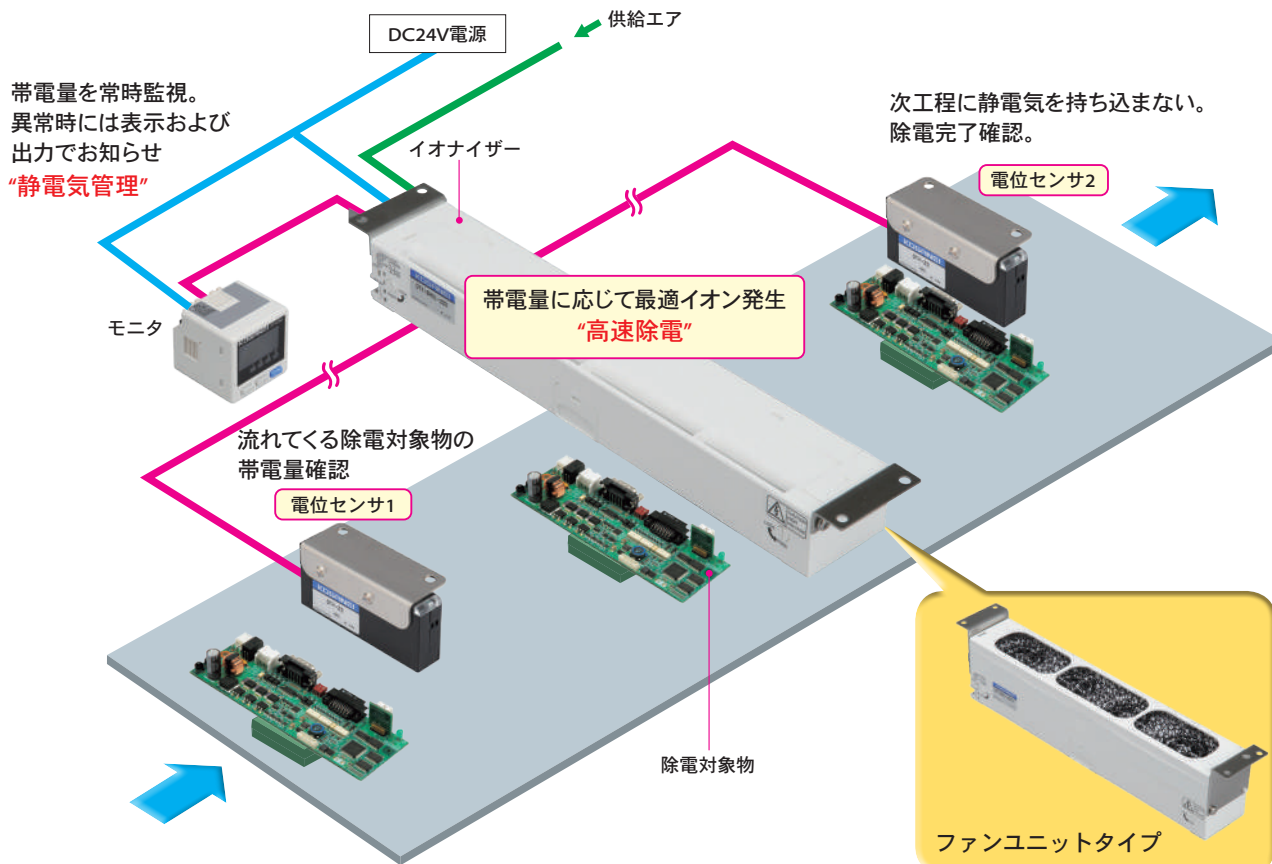 DC24V電源
供給エア
帯電量を常時監視。
異常時には表示および
出力でお知らせ
“静電気管理”
次工程に静電気を持ち込まない。
除電完了確認。
イオナイザー
電位センサ2
KOGANEI
帯電量に応じて最適イオン発生
“高速除電”
モニタ
流れてくる除電対象物の
帯電量確認
電位センサ1
KOGANEI
除電対象物
ファンユニットタイプ